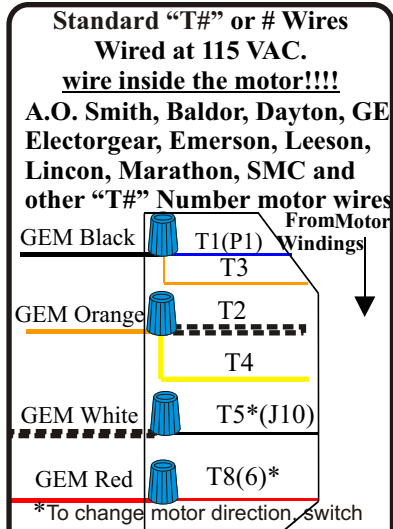 Standard “T#” or # Wires
Wired at 115 VAC.
wire inside the motor!!!!
A.O. Smith, Baldor, Dayton, GE
Electorgear, Emerson, Leeson,
Lincon, Marathon, SMC and
other “T#” Number motor wires
From Motor
Windings
GEM Black
T1(P1)
T3
GEM Orange
T2
T4
GEM White
T5*(J10)
GEM Red
T8(6)*
*To change motor direction, switch